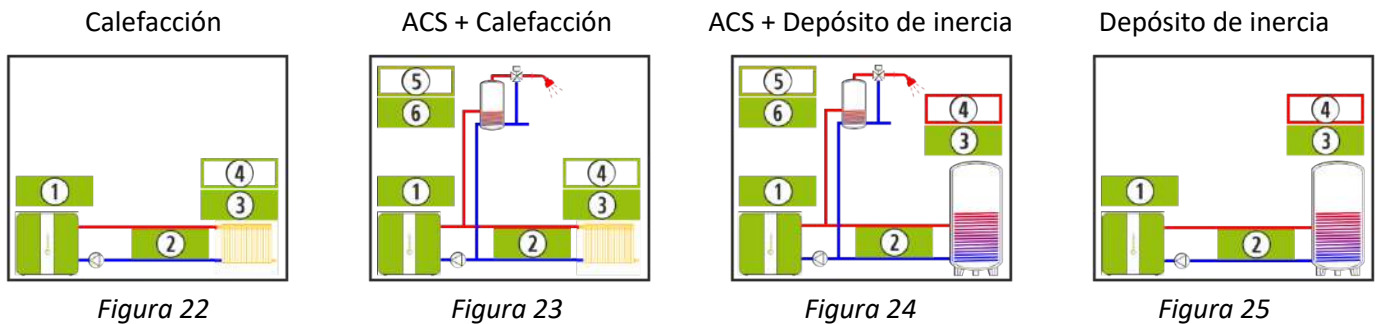 Calefacción
ACS + Calefacción
ACS + Depósito de inercia
Depósito de inercia
4
1
3
2
Figura 22
5
6
4
1
3
2
Figura 23
5
6
4
3
1
2
Figura 24
4
3
1
2
Figura 25